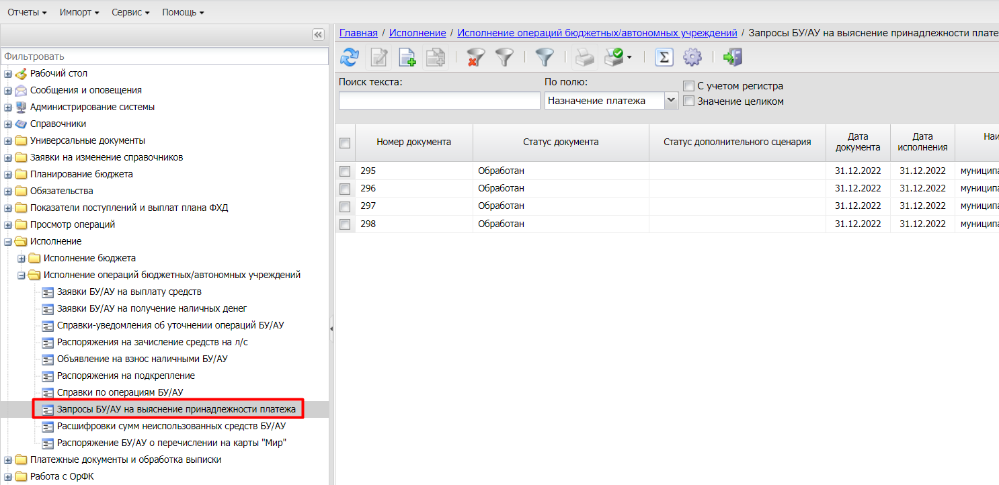 Отчеты Импорт Сервис Помощь
Фильтровать
Рабочий стол
Сообщения и оповещения
Администрирование системы
Справочники
Универсальные документы
Заявки на изменение справочников
Планирование бюджета
Обязательства
Показатели поступлений и выплат плана ФХД
Просмотр операций
Исполнение
Исполнение бюджета
Исполнение операций бюджетных/автономных учреждений
Заявки БУ/АУ на выплату средств
Заявки БУ/АУ на получение наличных денег
Справки-уведомления об уточнении операций БУ/АУ
Распоряжения на зачисление средств на л/с
Объявление на взнос наличными БУ/АУ
Распоряжения на подкрепление
Справки по операциям БУ/АУ
Запросы БУ/АУ на выяснение принадлежности платежа
Расшифровки сумм неиспользованных средств БУ/АУ
Распоряжение БУ/АУ о перечислении на карты "Мир"
Платежные документы и обработка выписки
Работа с ОрФК
Главная / Исполнение / Исполнение операций бюджетных/автономных учреждений / Запросы БУ/АУ на выяснение принадлежности плате
Поиск текста: По полю:
Назначение платежа
С учетом регистра
Значение целиком
Номер документа Статус документа Статус дополнительного сценария Дата документа Дата исполнения Наи
295 Обработан 31.12.2022 31.12.2022 муниципа
296 Обработан 31.12.2022 31.12.2022 муниципа
297 Обработан 31.12.2022 31.12.2022 муниципа
298 Обработан 31.12.2022 31.12.2022 муниципа